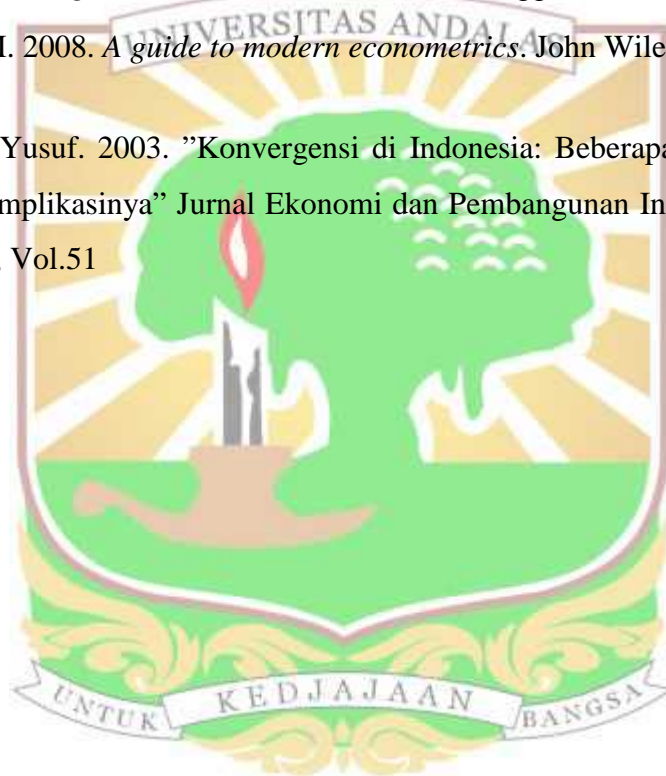 UNIVERSITAS ANDALAS
I. 2008. A guide to modern econometrics. John Wile
Yusuf. 2003. ”Konvergensi di Indonesia: Beberapa
mplikasinya” Jurnal Ekonomi dan Pembangunan In
Vol.51
UNTUK KEDJAJAAN BANGSA